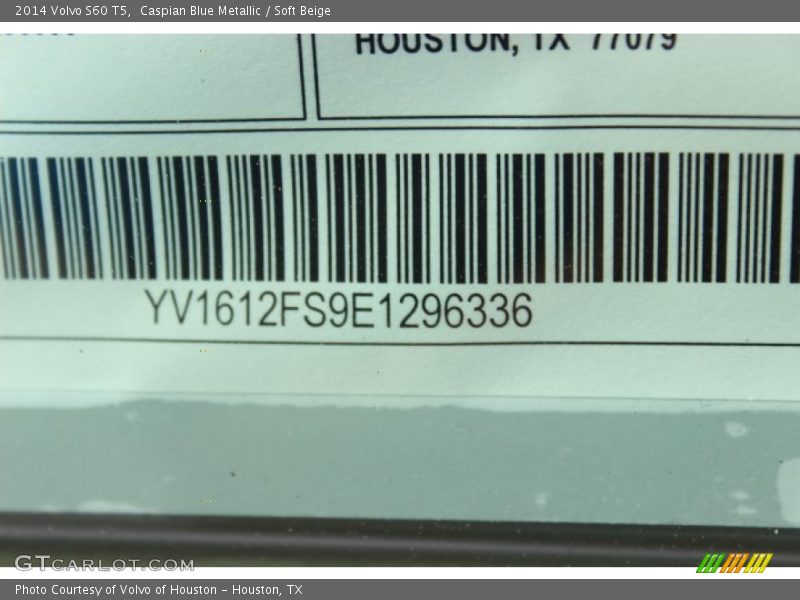 2014 Volvo S60 T5, Caspian Blue Metallic / Soft Beige
HOUSTON, TX 77079
YV1612FS9E1296336
GTCARLOT.COM
Photo Courtesy of Volvo of Houston - Houston, TX